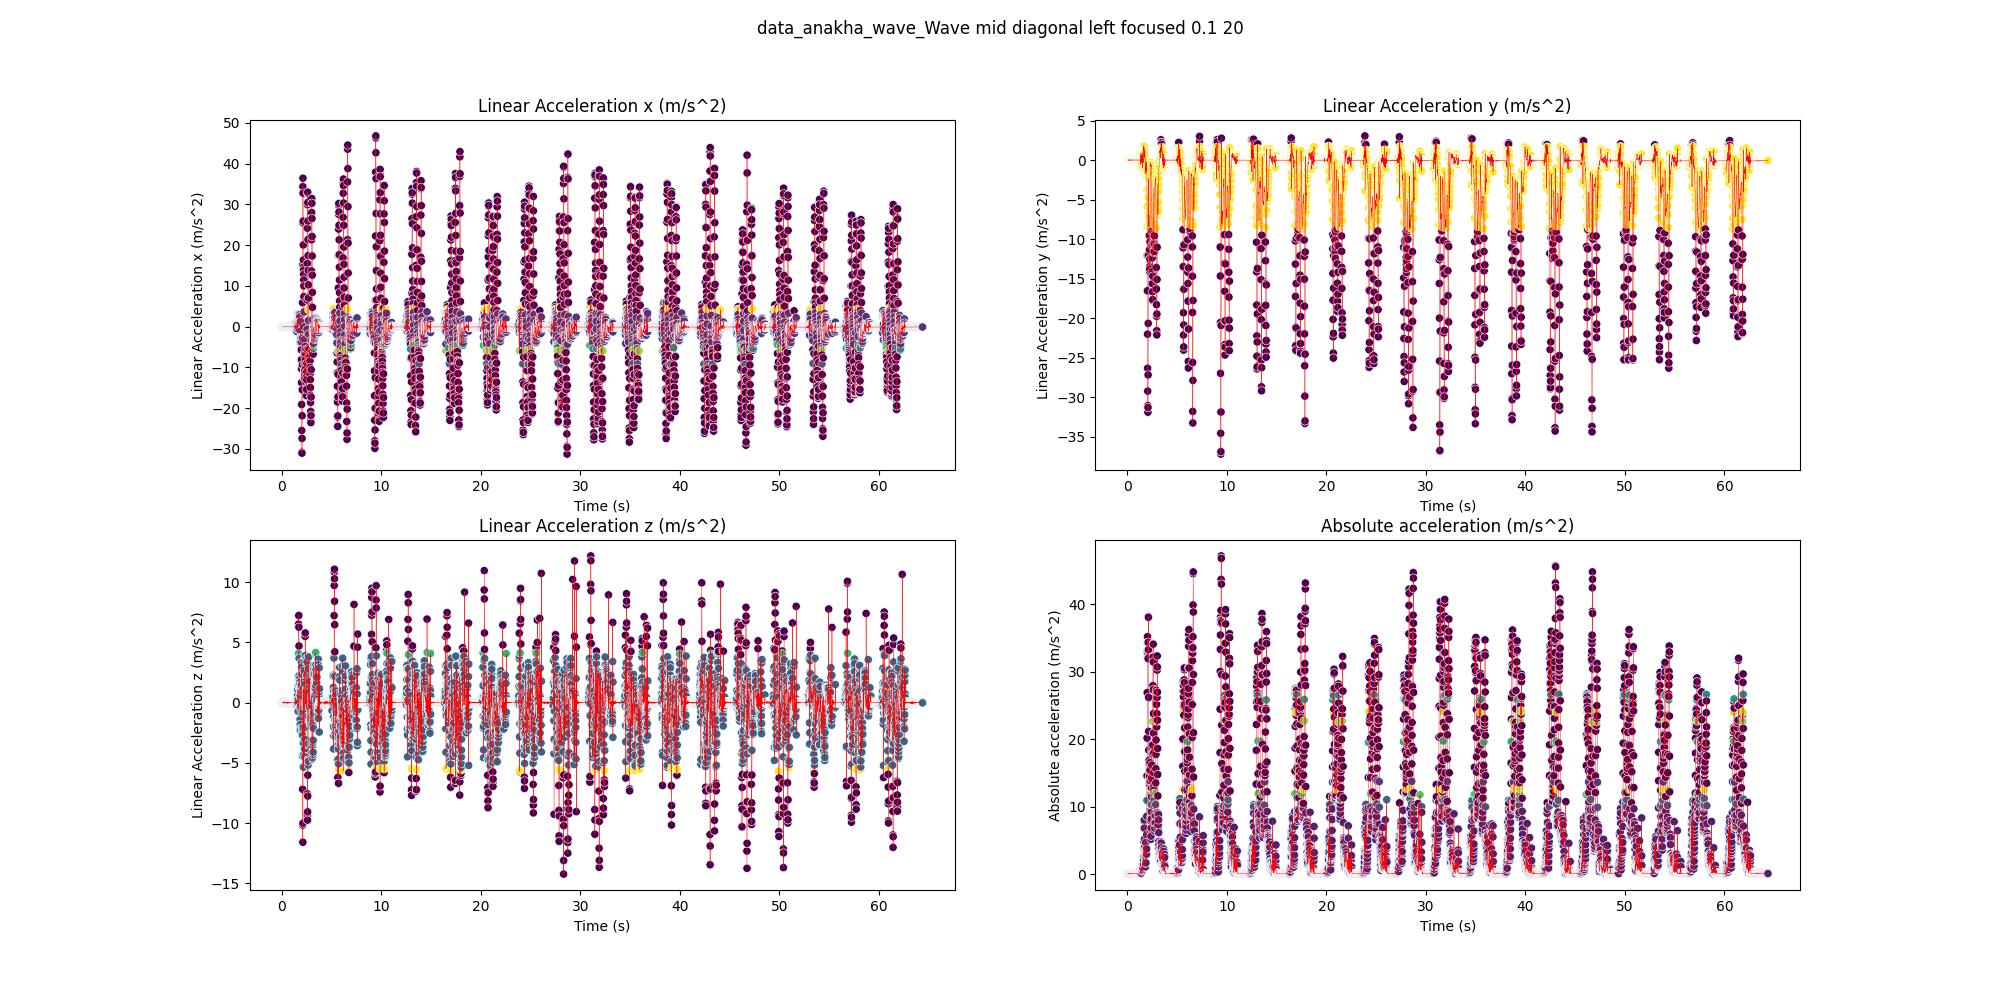 data_anakha_wave_Wave mid diagonal left focused 0.1 20
Linear Acceleration x (m/s^2)
Linear Acceleration x (m/s^2)
50
40
30
20
10
0
−10
−20
−30
0 10 20 30 40 50 60
Time (s)
Linear Acceleration y (m/s^2)
Linear Acceleration y (m/s^2)
5
0
−5
−10
−15
−20
−25
−30
−35
0 10 20 30 40 50 60
Time (s)
Linear Acceleration z (m/s^2)
Linear Acceleration z (m/s^2)
10
5
0
−5
−10
−15
0 10 20 30 40 50 60
Time (s)
Absolute acceleration (m/s^2)
Absolute acceleration (m/s^2)
40
30
20
10
0
0 10 20 30 40 50 60
Time (s)